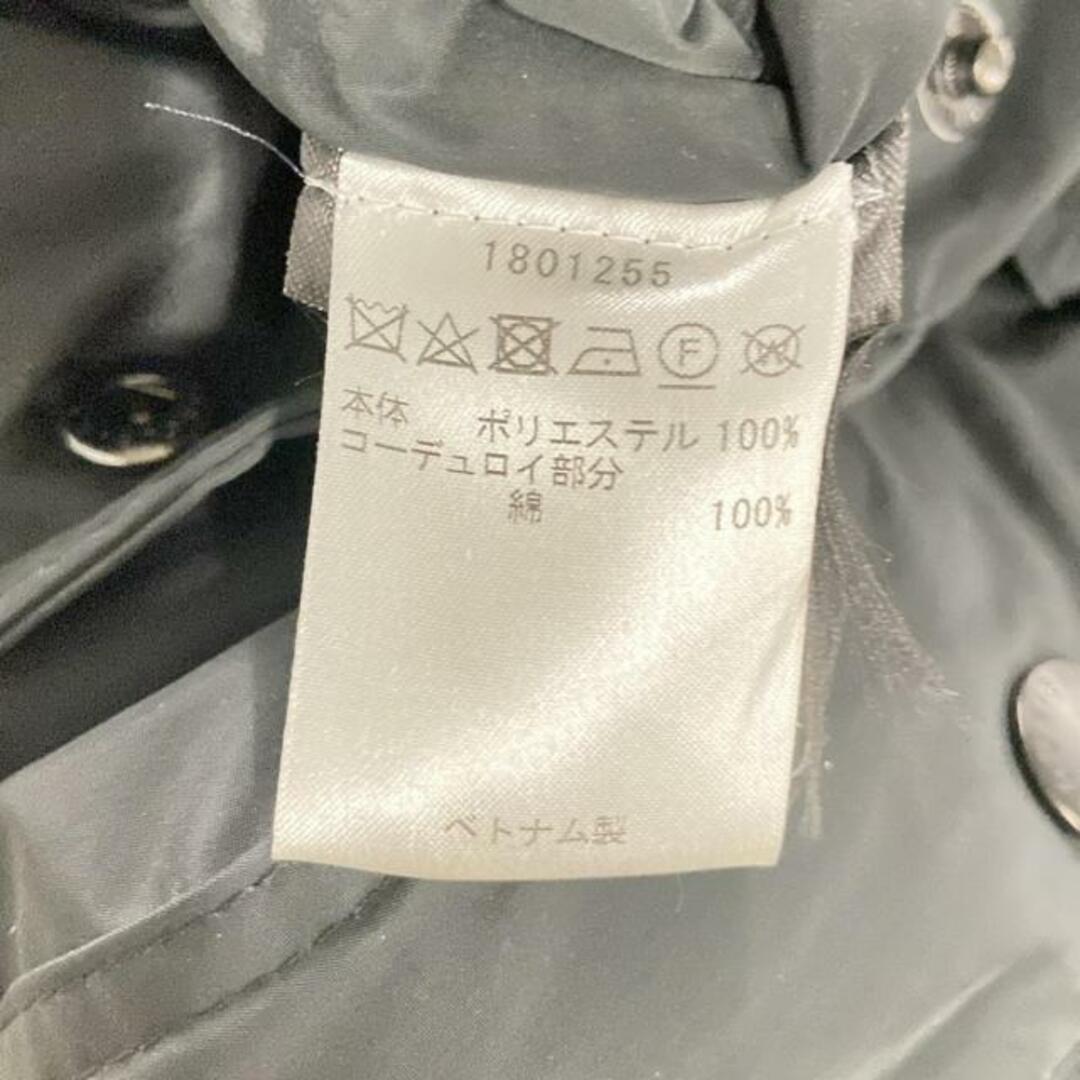 1801255
F W
本体 ポリエステル 100%
コーデュロイ部分
綿 100%
ベトナム製